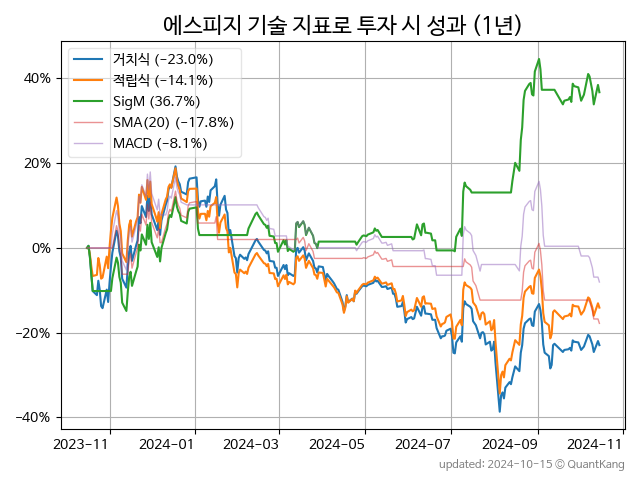 에스피지 기술 지표로 투자 시 성과 (1년)
거치식 (−23.0%)
적립식 (−14.1%)
SigM (36.7%)
SMA(20) (−17.8%)
MACD (−8.1%)
40%
20%
0%
−20%
−40%
2023-11 2024-01 2024-03 2024-05 2024-07 2024-09 2024-11
updated: 2024-10-15 © QuantKang